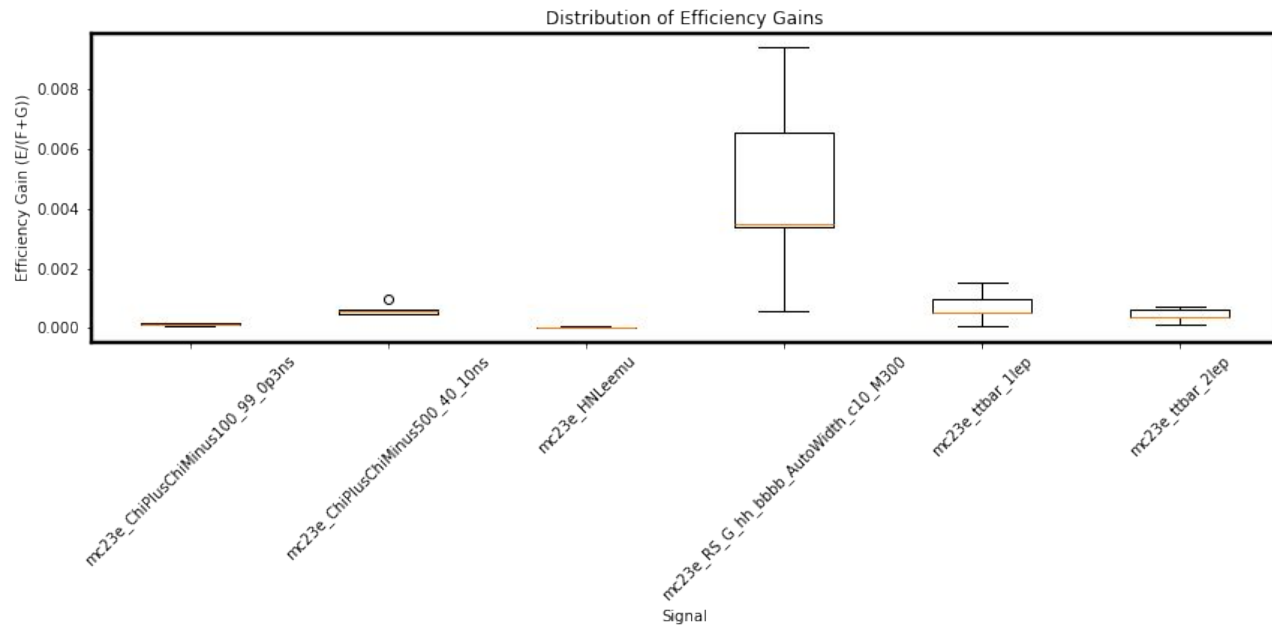 Distribution of Efficiency Gains
Efficiency Gain (E/(F+G))
0.008
0.006
0.004
0.002
0.000
mc23e_ChiPlusChiMinus100_99_0p3ns
mc23e_ChiPlusChiMinus500_40_10ns
mc23e_HNLeemu
mc23e_RS_G_hh_bbbb_AutoWidth_c10_M300
mc23e_ttbar_1lep
mc23e_ttbar_2lep
Signal